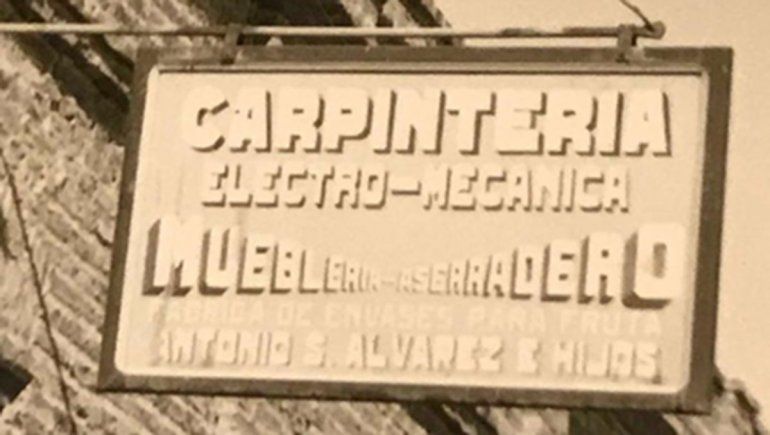 CARPINTERIA
ELECTRO-MECANICA
MUEBLERIA-ASERRADERO
FABRICA DE ENVASES PARA FRUTA
ANTONIO S. ALVAREZ E HIJOS